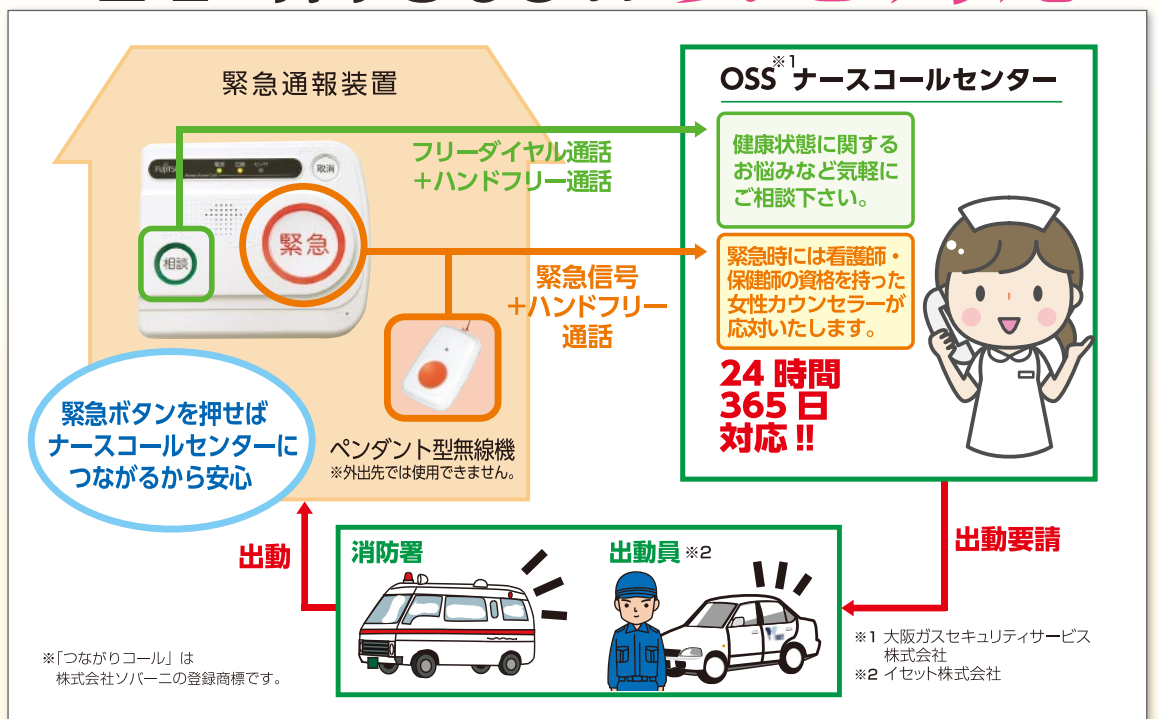 緊急通報装置
FUJITSU
電源
取消
相談
緊急
フリーダイヤル通話
＋ハンドフリー通話
緊急信号
＋ハンドフリー
通話
ペンダント型無線機
※外出先では使用できません。
緊急ボタンを押せば
ナースコールセンターに
つながるから安心
OSS※1ナースコールセンター
健康状態に関する
お悩みなど気軽に
ご相談下さい。
緊急時には看護師・
保健師の資格を持った
女性カウンセラーが
応対いたします。
24時間
365日
対応!!
出動要請
出動
消防署
出動員※2
※1 大阪ガスセキュリティサービス
株式会社
※2 イセット株式会社
※「つながりコール」は
株式会社ソバーニの登録商標です。